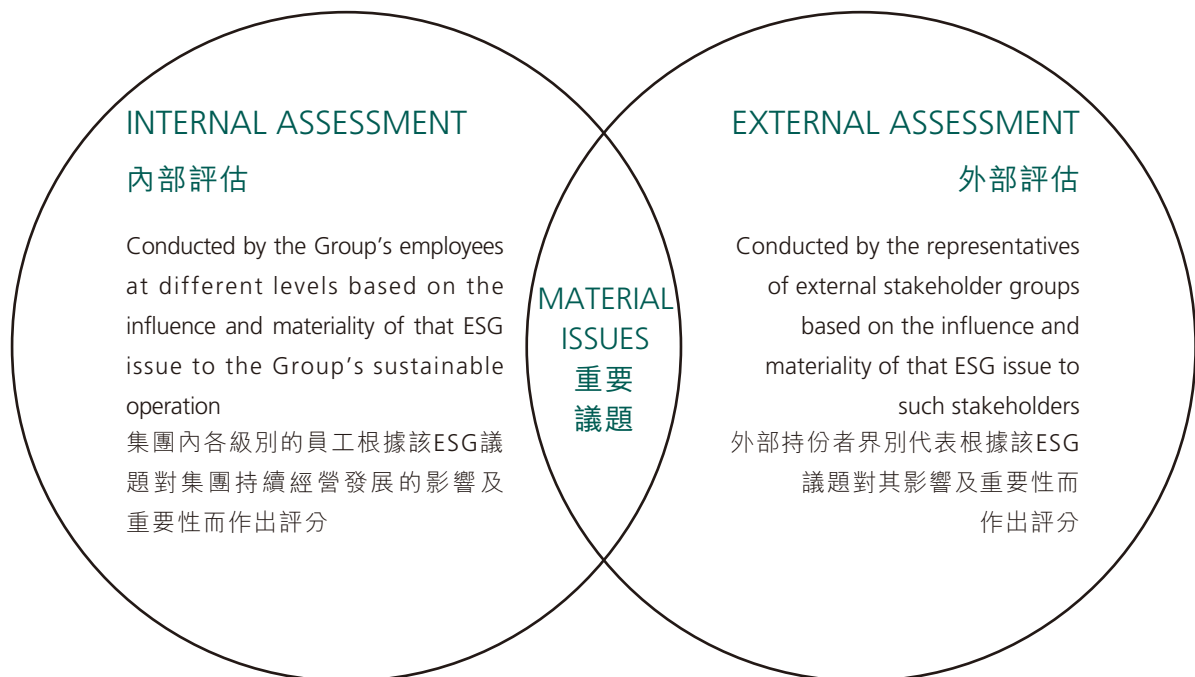 INTERNAL ASSESSMENT
內部評估
Conducted by the Group's employees
at different levels based on the
influence and materiality of that ESG
issue to the Group's sustainable
operation
集團內各級別的員工根據該ESG議
題對集團持續經營發展的影響及
重要性而作出評分
MATERIAL
ISSUES
重要
議題
EXTERNAL ASSESSMENT
外部評估
Conducted by the representatives
of external stakeholder groups
based on the influence and
materiality of that ESG issue to
such stakeholders
外部持份者界別代表根據該ESG
議題對其影響及重要性而
作出評分